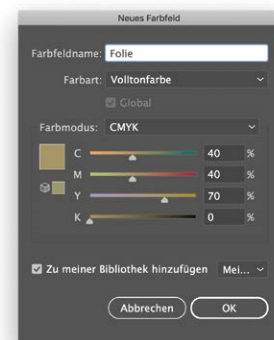 Neues Farbfeld
Farbfeldname: Folie
Farbart: Volltonfarbe
Global
Farbmodus: CMYK
C 40 %
M 40 %
Y 70 %
K 0 %
Zu meiner Bibliothek hinzufügen Mei...
Abbrechen OK